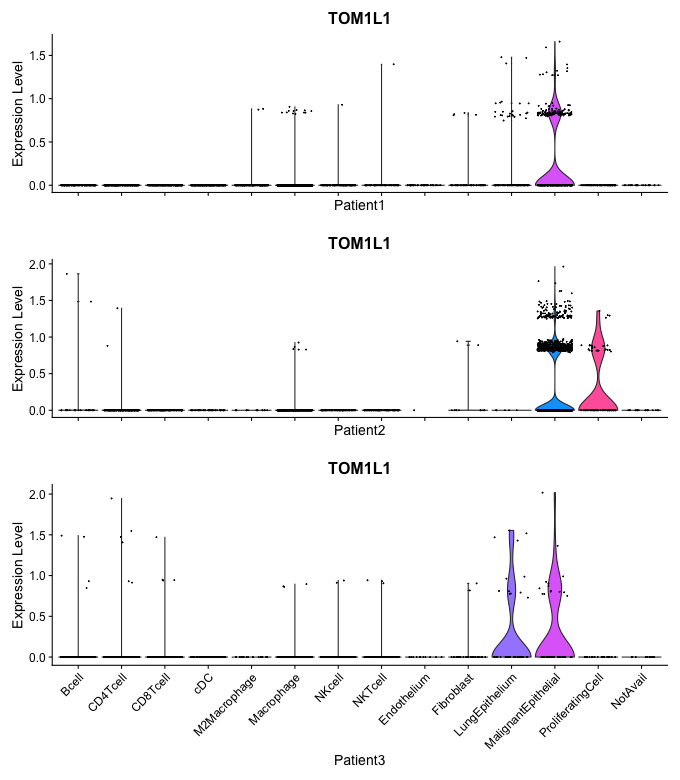 TOM1L1
Expression Level
1.5
1.0
0.5
0.0
Patient1
TOM1L1
Expression Level
2.0
1.5
1.0
0.5
0.0
Patient2
TOM1L1
Expression Level
2.0
1.5
1.0
0.5
0.0
Bcell
CD4Tcell
CD8Tcell
cDC
M2Macrophage
Macrophage
NKcell
NKTcell
Endothelium
Fibroblast
LungEpithelium
MalignantEpithelial
ProliferatingCell
NotAvail
Patient3